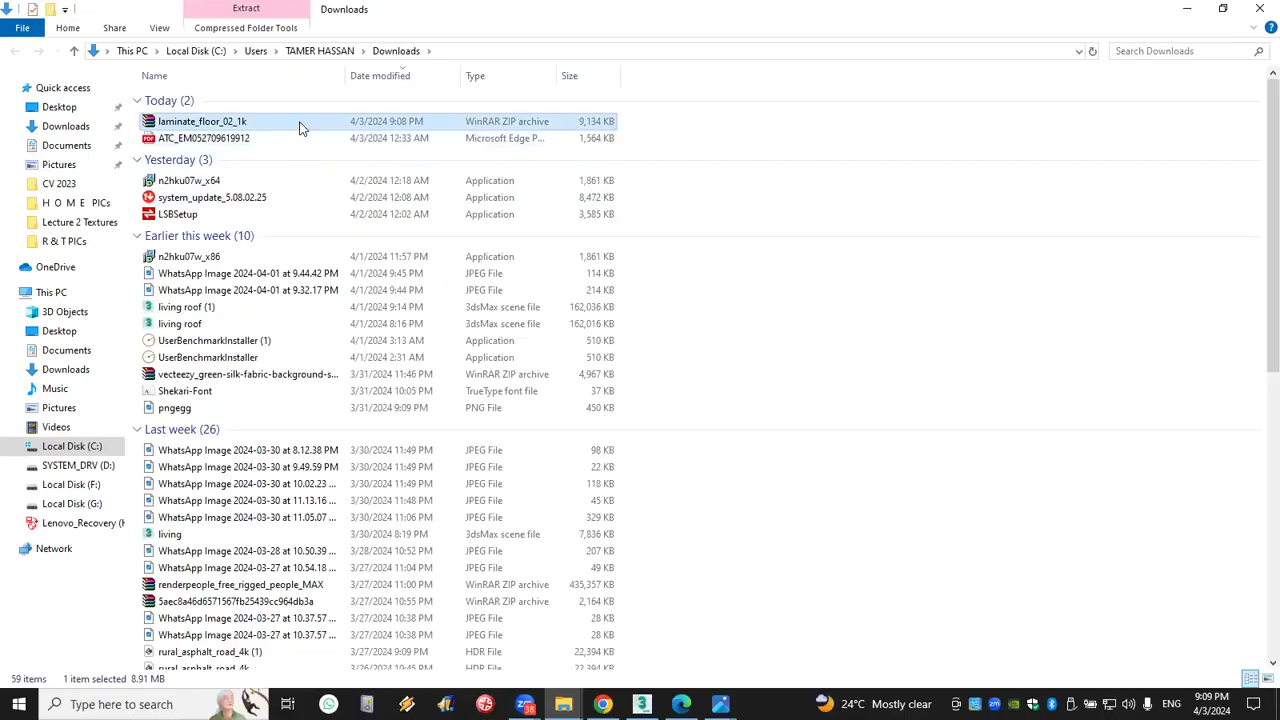 Extract
Downloads
File
Home
Share
View
Compressed Folder Tools
This PC
Local Disk (C:)
Users
TAMER HASSAN
Downloads
Search Downloads
Name
Date modified
Type
Size
Quick access
Desktop
Downloads
Documents
Pictures
CV 2023
H O M E PICs
Lecture 2 Textures
R & T PICs
OneDrive
This PC
3D Objects
Desktop
Documents
Downloads
Music
Pictures
Videos
Local Disk (C:)
SYSTEM_DRV (D:)
Local Disk (F:)
Local Disk (G:)
Lenovo_Recovery (H
Network
Today (2)
laminate_floor_02_1k 4/3/2024 9:08 PM WinRAR ZIP archive 9,134 KB
ATC_EM052709619912 4/3/2024 12:33 AM Microsoft Edge P... 1,564 KB
Yesterday (3)
n2hku07w_x64 4/2/2024 12:18 AM Application 1,861 KB
system_update_5.08.02.25 4/2/2024 12:08 AM Application 8,472 KB
LSBSetup 4/2/2024 12:02 AM Application 3,585 KB
Earlier this week (10)
n2hku07w_x86 4/1/2024 11:57 PM Application 1,861 KB
WhatsApp Image 2024-04-01 at 9.44.42 PM 4/1/2024 9:45 PM JPEG File 114 KB
WhatsApp Image 2024-04-01 at 9.32.17 PM 4/1/2024 9:44 PM JPEG File 214 KB
living roof (1) 4/1/2024 9:14 PM 3dsMax scene file 162,036 KB
living roof 4/1/2024 8:16 PM 3dsMax scene file 162,016 KB
UserBenchmarkInstaller (1) 4/1/2024 3:13 AM Application 510 KB
UserBenchmarkInstaller 4/1/2024 2:31 AM Application 510 KB
vecteezy_green-silk-fabric-background-s... 3/31/2024 11:46 PM WinRAR ZIP archive 4,967 KB
Shekari-Font 3/31/2024 10:05 PM TrueType font file 37 KB
pngegg 3/31/2024 9:09 PM PNG File 450 KB
Last week (26)
WhatsApp Image 2024-03-30 at 8.12.38 PM 3/30/2024 11:49 PM JPEG File 98 KB
WhatsApp Image 2024-03-30 at 9.49.59 PM 3/30/2024 11:49 PM JPEG File 22 KB
WhatsApp Image 2024-03-30 at 10.02.23 ... 3/30/2024 11:49 PM JPEG File 118 KB
WhatsApp Image 2024-03-30 at 11.13.16 ... 3/30/2024 11:48 PM JPEG File 45 KB
WhatsApp Image 2024-03-30 at 11.05.07 ... 3/30/2024 11:06 PM JPEG File 329 KB
living 3/30/2024 8:19 PM 3dsMax scene file 7,836 KB
WhatsApp Image 2024-03-28 at 10.50.39 ... 3/28/2024 10:52 PM JPEG File 207 KB
WhatsApp Image 2024-03-27 at 10.54.18 ... 3/27/2024 11:04 PM JPEG File 49 KB
renderpeople_free_rigged_people_MAX 3/27/2024 11:00 PM WinRAR ZIP archive 435,357 KB
5aec8a46d6571567fb25439cc964db3a 3/27/2024 10:55 PM WinRAR ZIP archive 2,164 KB
WhatsApp Image 2024-03-27 at 10.37.57 ... 3/27/2024 10:38 PM JPEG File 28 KB
WhatsApp Image 2024-03-27 at 10.37.57 ... 3/27/2024 10:38 PM JPEG File 28 KB
rural_asphalt_road_4k (1) 3/27/2024 9:09 PM HDR File 22,394 KB
rural_asphalt_road_4k 3/26/2024 10:45 PM HDR File 22,394 KB
59 items
1 item selected 8.91 MB
Type here to search
38
24°C Mostly clear
ENG
9:09 PM
4/3/2024